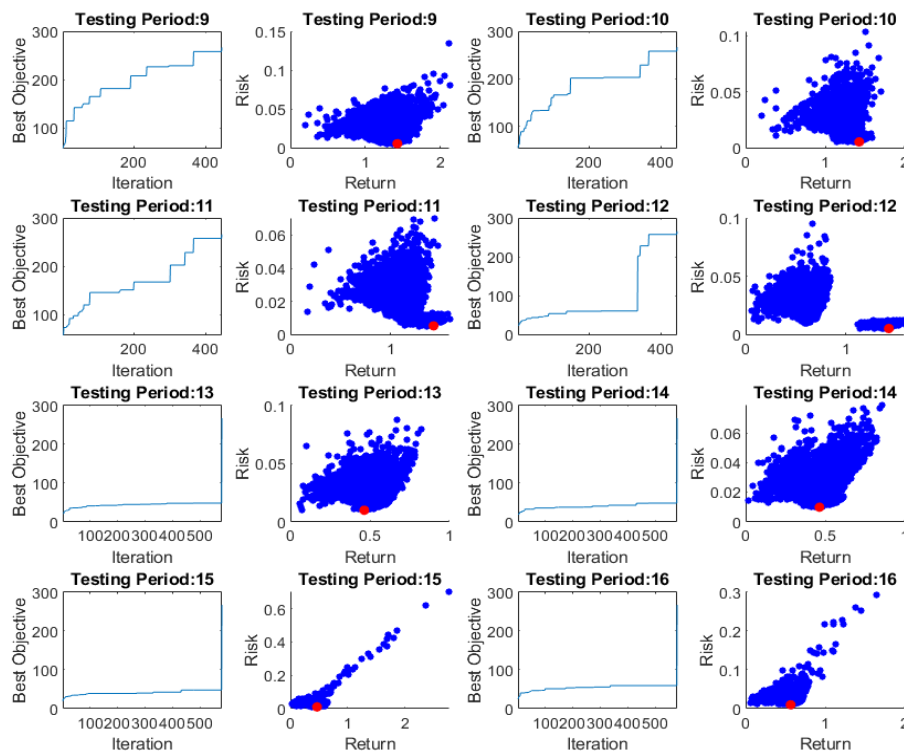 Testing Period:9
300
200
100
Best Objective
200
400
Iteration
Testing Period:9
0.15
0.1
0.05
0
Risk
0
1
2
Return
Testing Period:10
300
200
100
Best Objective
200
400
Iteration
Testing Period:10
0.1
0.05
0
Risk
0
1
2
Return
Testing Period:11
300
200
100
Best Objective
200
400
Iteration
Testing Period:11
0.06
0.04
0.02
0
Risk
0
1
Return
Testing Period:12
300
200
100
0
Best Objective
200
400
Iteration
Testing Period:12
0.1
0.05
0
Risk
0
1
Return
Testing Period:13
300
200
100
0
Best Objective
100200300400500
Iteration
Testing Period:13
0.1
0.05
0
Risk
0
0.5
1
Return
Testing Period:14
300
200
100
0
Best Objective
100200300400500
Iteration
Testing Period:14
0.06
0.04
0.02
0
Risk
0
0.5
1
Return
Testing Period:15
300
200
100
0
Best Objective
100200300400500
Iteration
Testing Period:15
0.6
0.4
0.2
0
Risk
0
1
2
Return
Testing Period:16
300
200
100
0
Best Objective
100200300400500
Iteration
Testing Period:16
0.3
0.2
0.1
0
Risk
0
1
2
Return